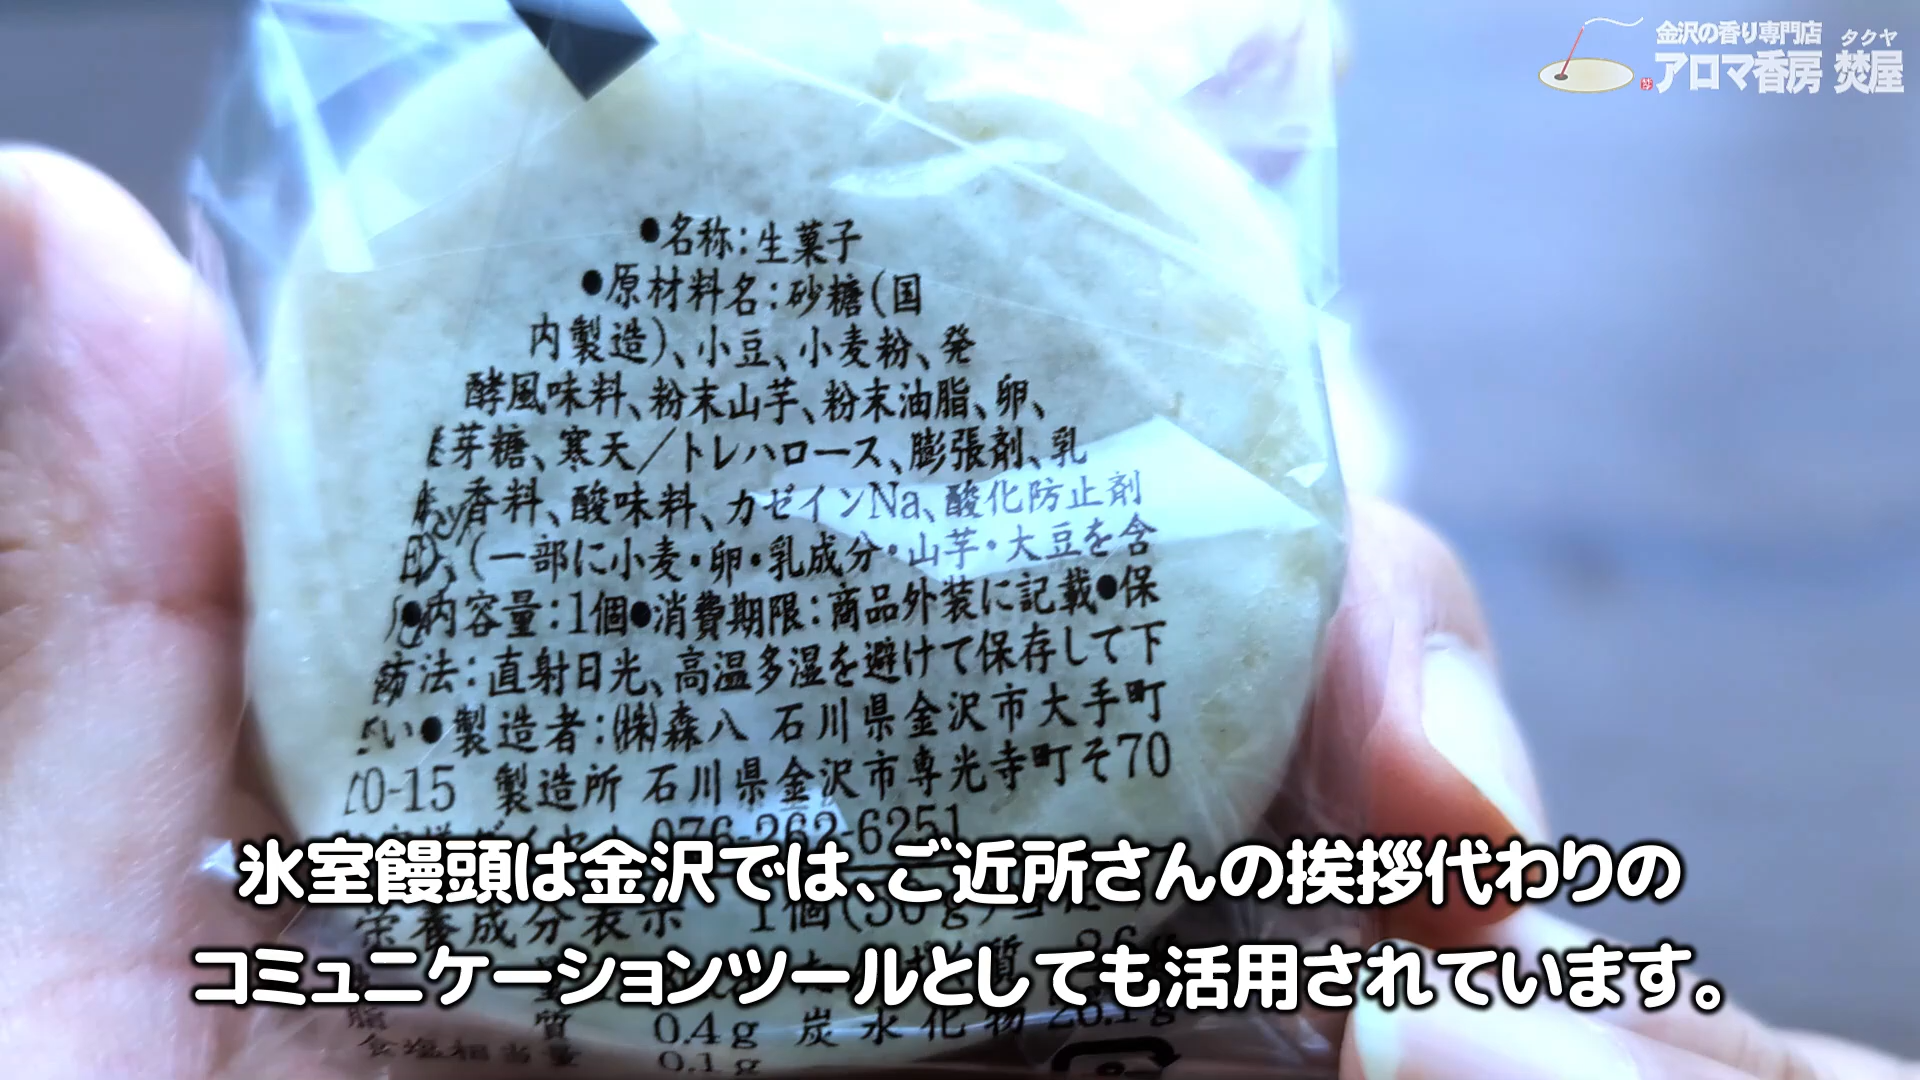 金沢の香り専門店 タクヤ
アロマ香房 焚屋
●名称:生菓子
●原材料名:砂糖(国
内製造)、小豆、小麦粉、発
酵風味料、粉末山芋、粉末油脂、卵、
芽糖、寒天/トレハロース、膨張剤、乳
香料、酸味料、カゼインNa、酸化防止剤
(一部に小麦・卵・乳成分・山芋・大豆を含
●内容量:1個●消費期限:商品外装に記載●保
方法:直射日光、高温多湿を避けて保存して下
さい●製造者:㈱森八 石川県金沢市大手町
10-15 製造所 石川県金沢市専光寺町そ70
076-262-6251
氷室饅頭は金沢では、ご近所さんの挨拶代わりの
栄養成分表示 1個
コミュニケーションツールとしても活用されています。
質 0.4g 炭水化物
食塩相当量 0.1g